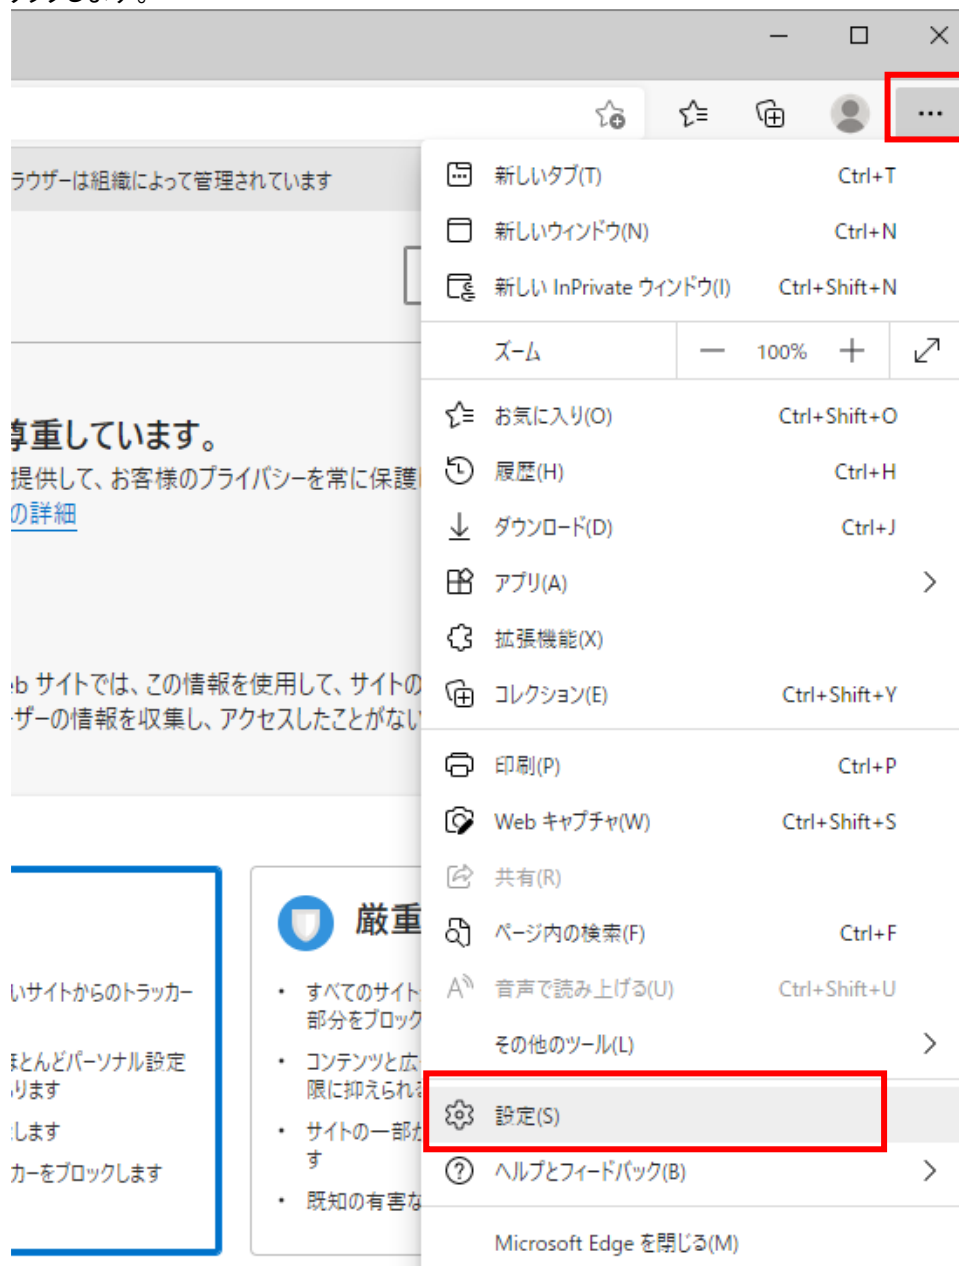 クリックします。
ラウザーは組織によって管理されています
尊重しています。
提供して、お客様のプライバシーを常に保護
の詳細
eb サイトでは、この情報を使用して、サイトの
ーザーの情報を収集し、アクセスしたことがない
いサイトからのトラッカー
ほとんどパーソナル設定
あります
します
カーをブロックします
厳重
• すべてのサイト
部分をブロック
• コンテンツと広
限に抑えられ
• サイトの一部
す
• 既知の有害な
新しいタブ(T) Ctrl+T
新しいウィンドウ(N) Ctrl+N
新しい InPrivate ウィンドウ(I) Ctrl+Shift+N
ズーム 100%
お気に入り(O) Ctrl+Shift+O
履歴(H) Ctrl+H
ダウンロード(D) Ctrl+J
アプリ(A)
拡張機能(X)
コレクション(E) Ctrl+Shift+Y
印刷(P) Ctrl+P
Web キャプチャ(W) Ctrl+Shift+S
共有(R)
ページ内の検索(F) Ctrl+F
音声で読み上げる(U) Ctrl+Shift+U
その他のツール(L)
設定(S)
ヘルプとフィードバック(B)
Microsoft Edge を閉じる(M)